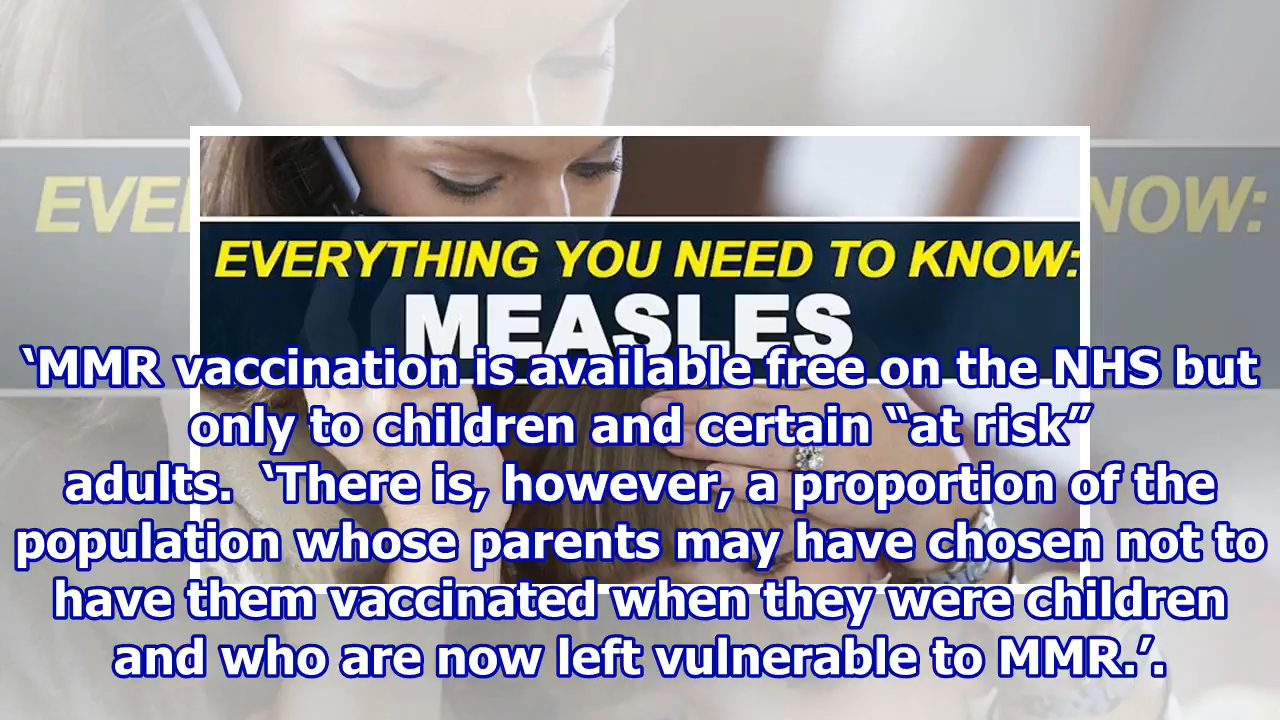 EVERYTHING YOU NEED TO KNOW:
MEASLES
EVE
NOW:
‘MMR vaccination is available free on the NHS but
only to children and certain “at risk”
adults.  ‘There is, however, a proportion of the
population whose parents may have chosen not to
have them vaccinated when they were children
and who are now left vulnerable to MMR.’.